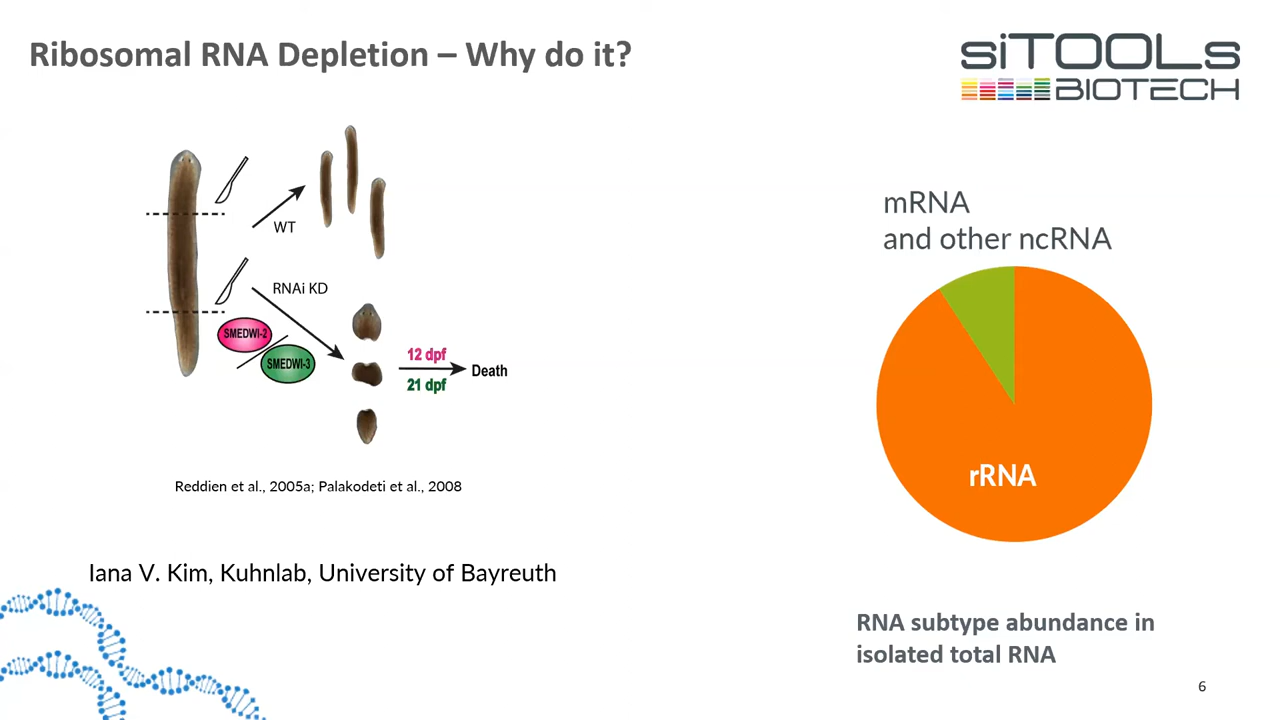 Ribosomal RNA Depletion – Why do it?
siTOOLs
BIOTECH
WT
RNAi KD
SMEDWI-2
SMEDWI-3
12 dpf
21 dpf
Death
Reddien et al., 2005a; Palakodeti et al., 2008
Iana V. Kim, Kuhnlab, University of Bayreuth
mRNA
and other ncRNA
rRNA
RNA subtype abundance in
isolated total RNA
6